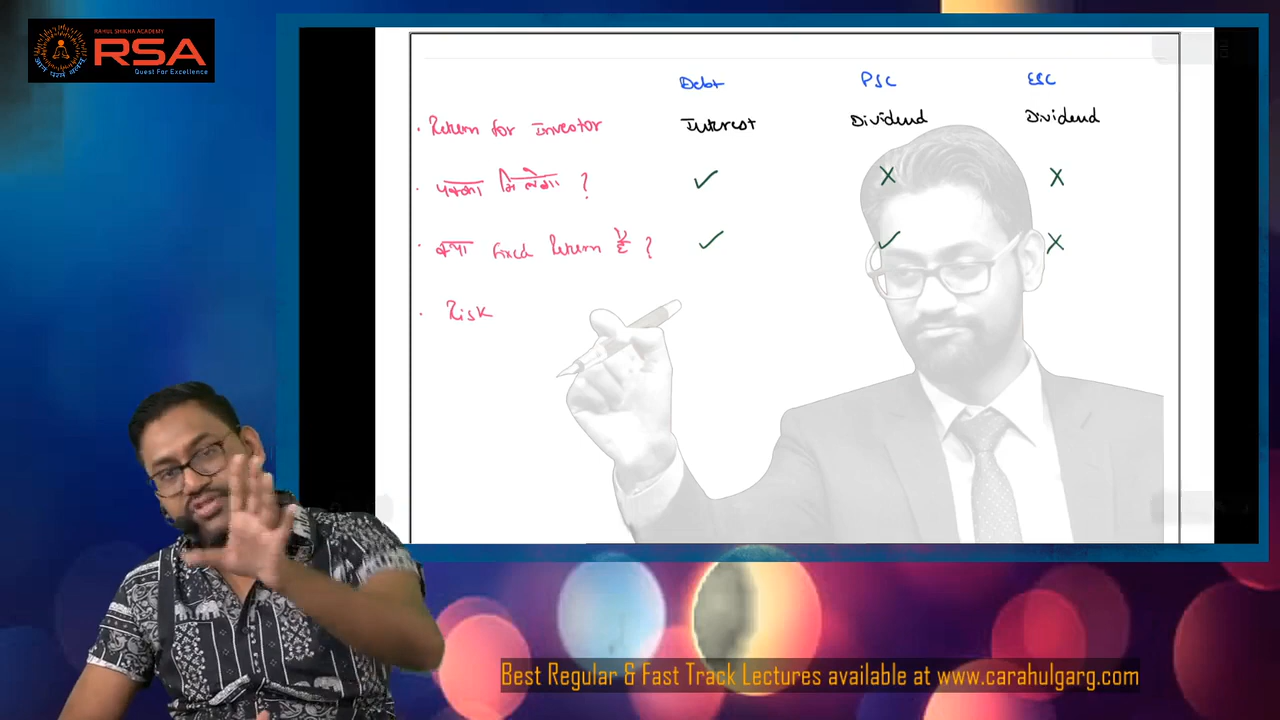 RAHUL SHIKHA ACADEMY
RSA
Quest For Excellence
Debt PSC ESC
• Return for Investor Interest Dividend Dividend
• पक्का मिलेगा ? ✓ X X
• क्या Fixed Return है ? ✓ ✓ X
• Risk
Best Regular & Fast Track Lectures available at www.carahulgarg.com